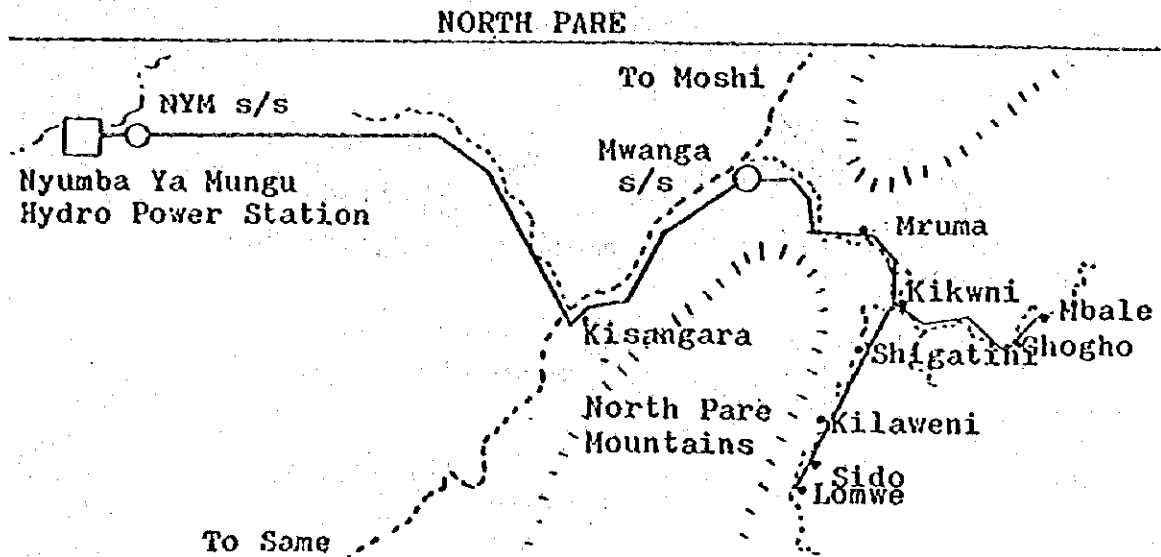 NORTH PARE
To Moshi
NYM s/s
Mwanga
s/s
Nyumba Ya Mungu
Hydro Power Station
Mruma
Kikwni
Mbale
Kisangara
Shigatini
Ghogho
North Pare
Mountains
Kilaweni
Sido
Lomwe
To Same